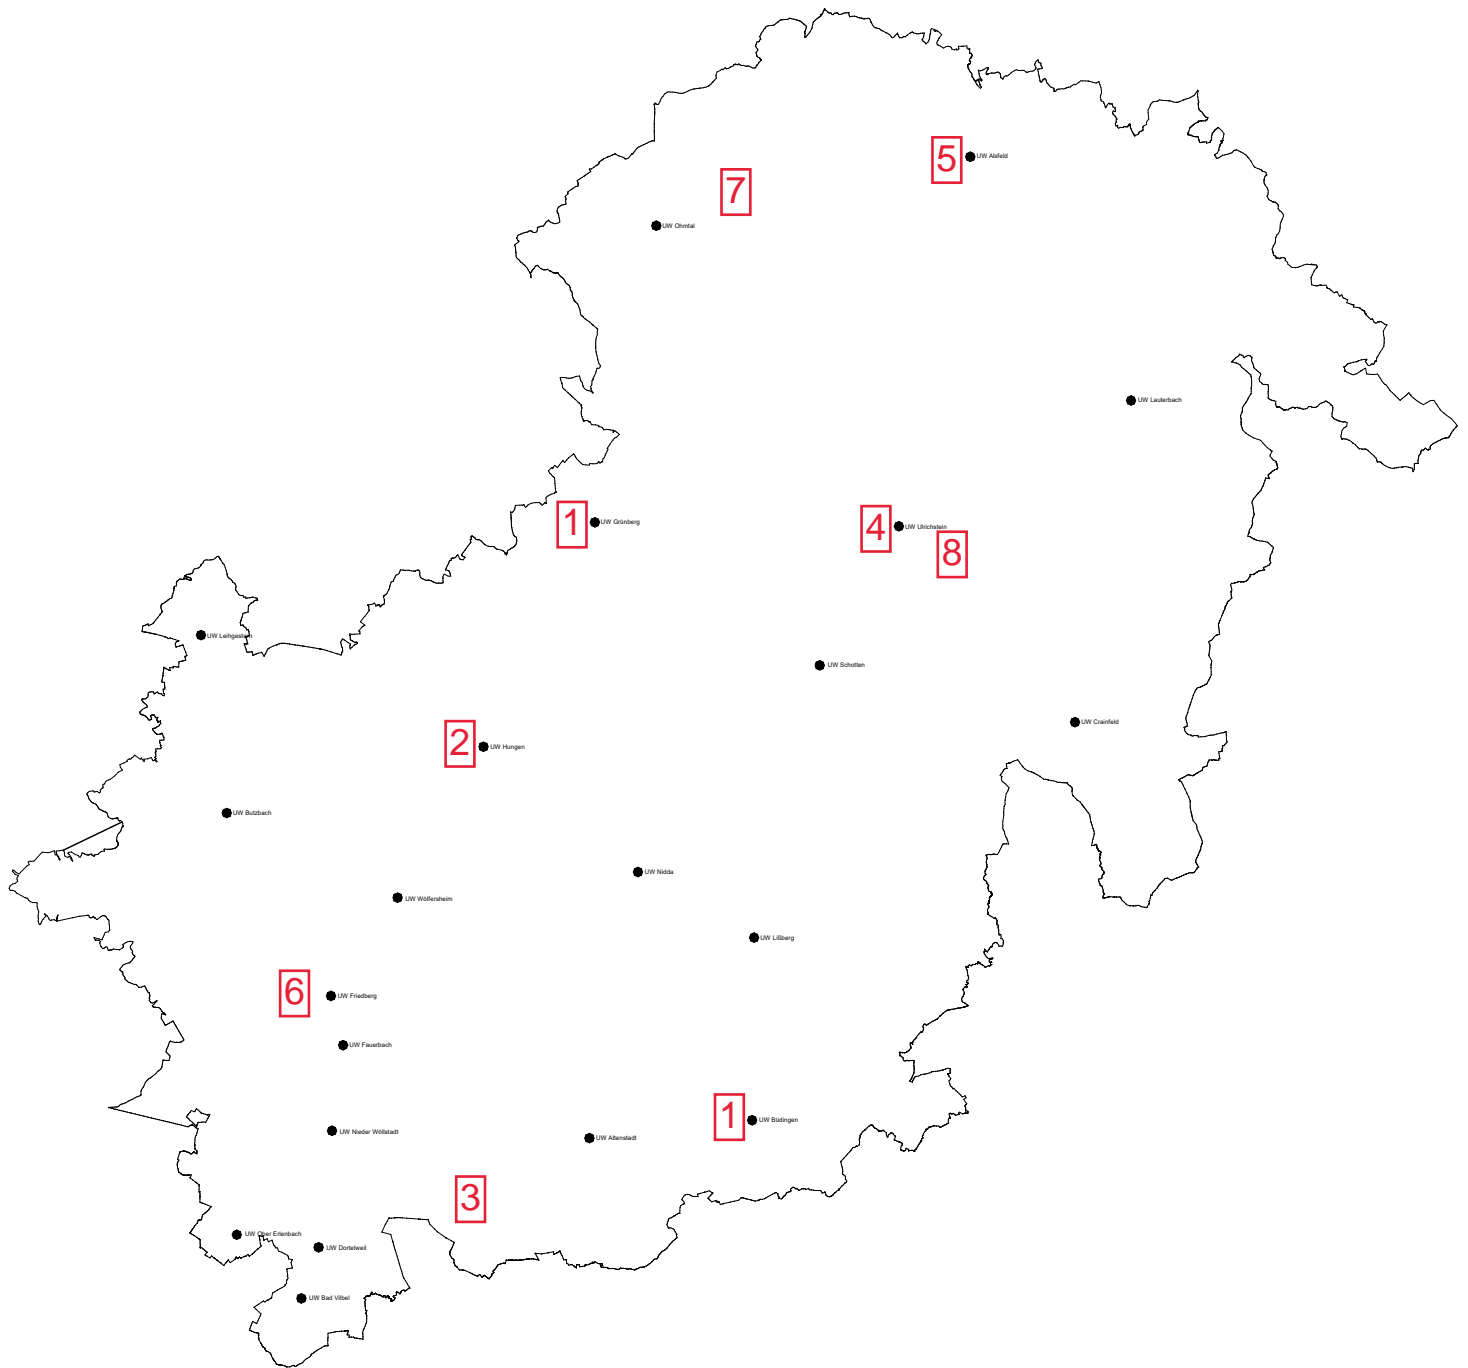 5 UW Alsfeld
7
UW Ohmtal
UW Lauterbach
1 UW Grünberg
4 UW Ulrichstein
8
UW Leihgestern
UW Schotten
UW Crainfeld
2 UW Hungen
UW Butzbach
UW Nidda
UW Wölfersheim
UW Lißberg
6 UW Friedberg
UW Fauerbach
1 UW Büdingen
UW Nieder Wöllstadt
UW Altenstadt
3
UW Ober Erlenbach
UW Dortelweil
UW Bad Vilbel